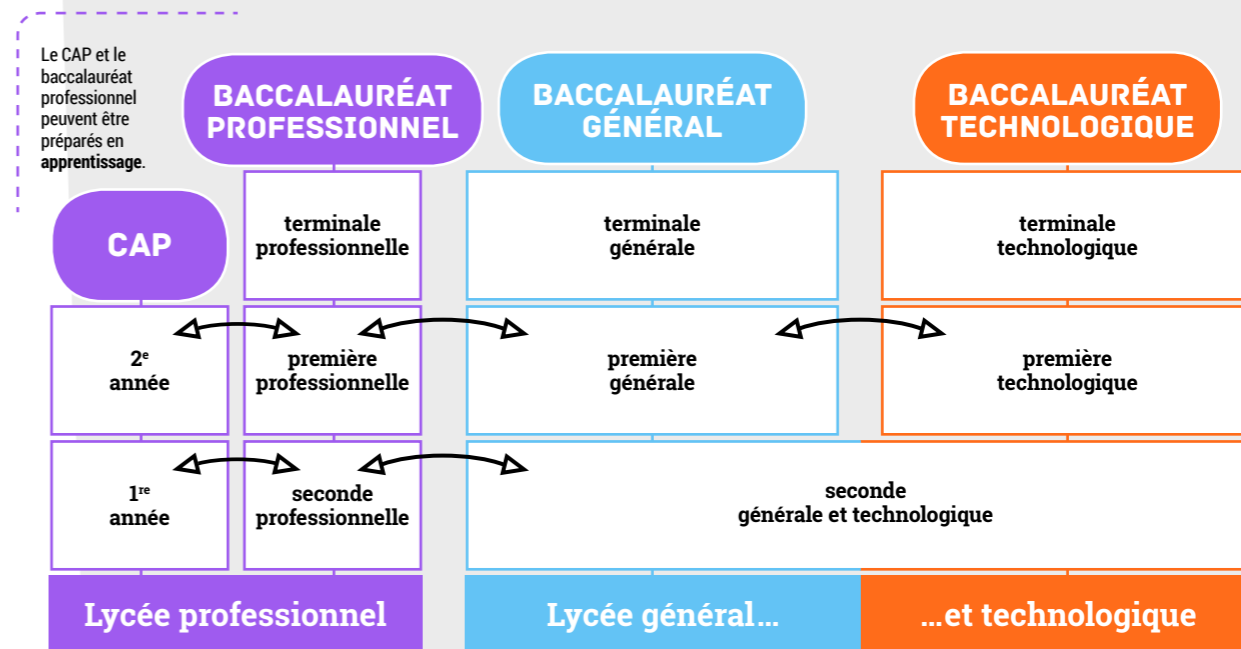 Le CAP et le
baccalauréat
professionnel
peuvent être
préparés en
apprentissage.
BACCALAURÉAT
PROFESSIONNEL
BACCALAURÉAT
GÉNÉRAL
BACCALAURÉAT
TECHNOLOGIQUE
CAP
terminale
professionnelle
terminale
générale
terminale
technologique
2e
année
première
professionnelle
première
générale
première
technologique
1re
année
seconde
professionnelle
seconde
générale et technologique
Lycée professionnel
Lycée général...
...et technologique